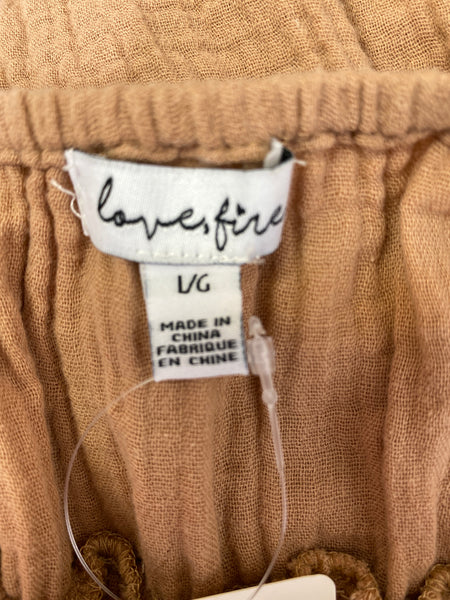 love, fire
L/G
MADE IN
CHINA
FABRIQUE
EN CHINE